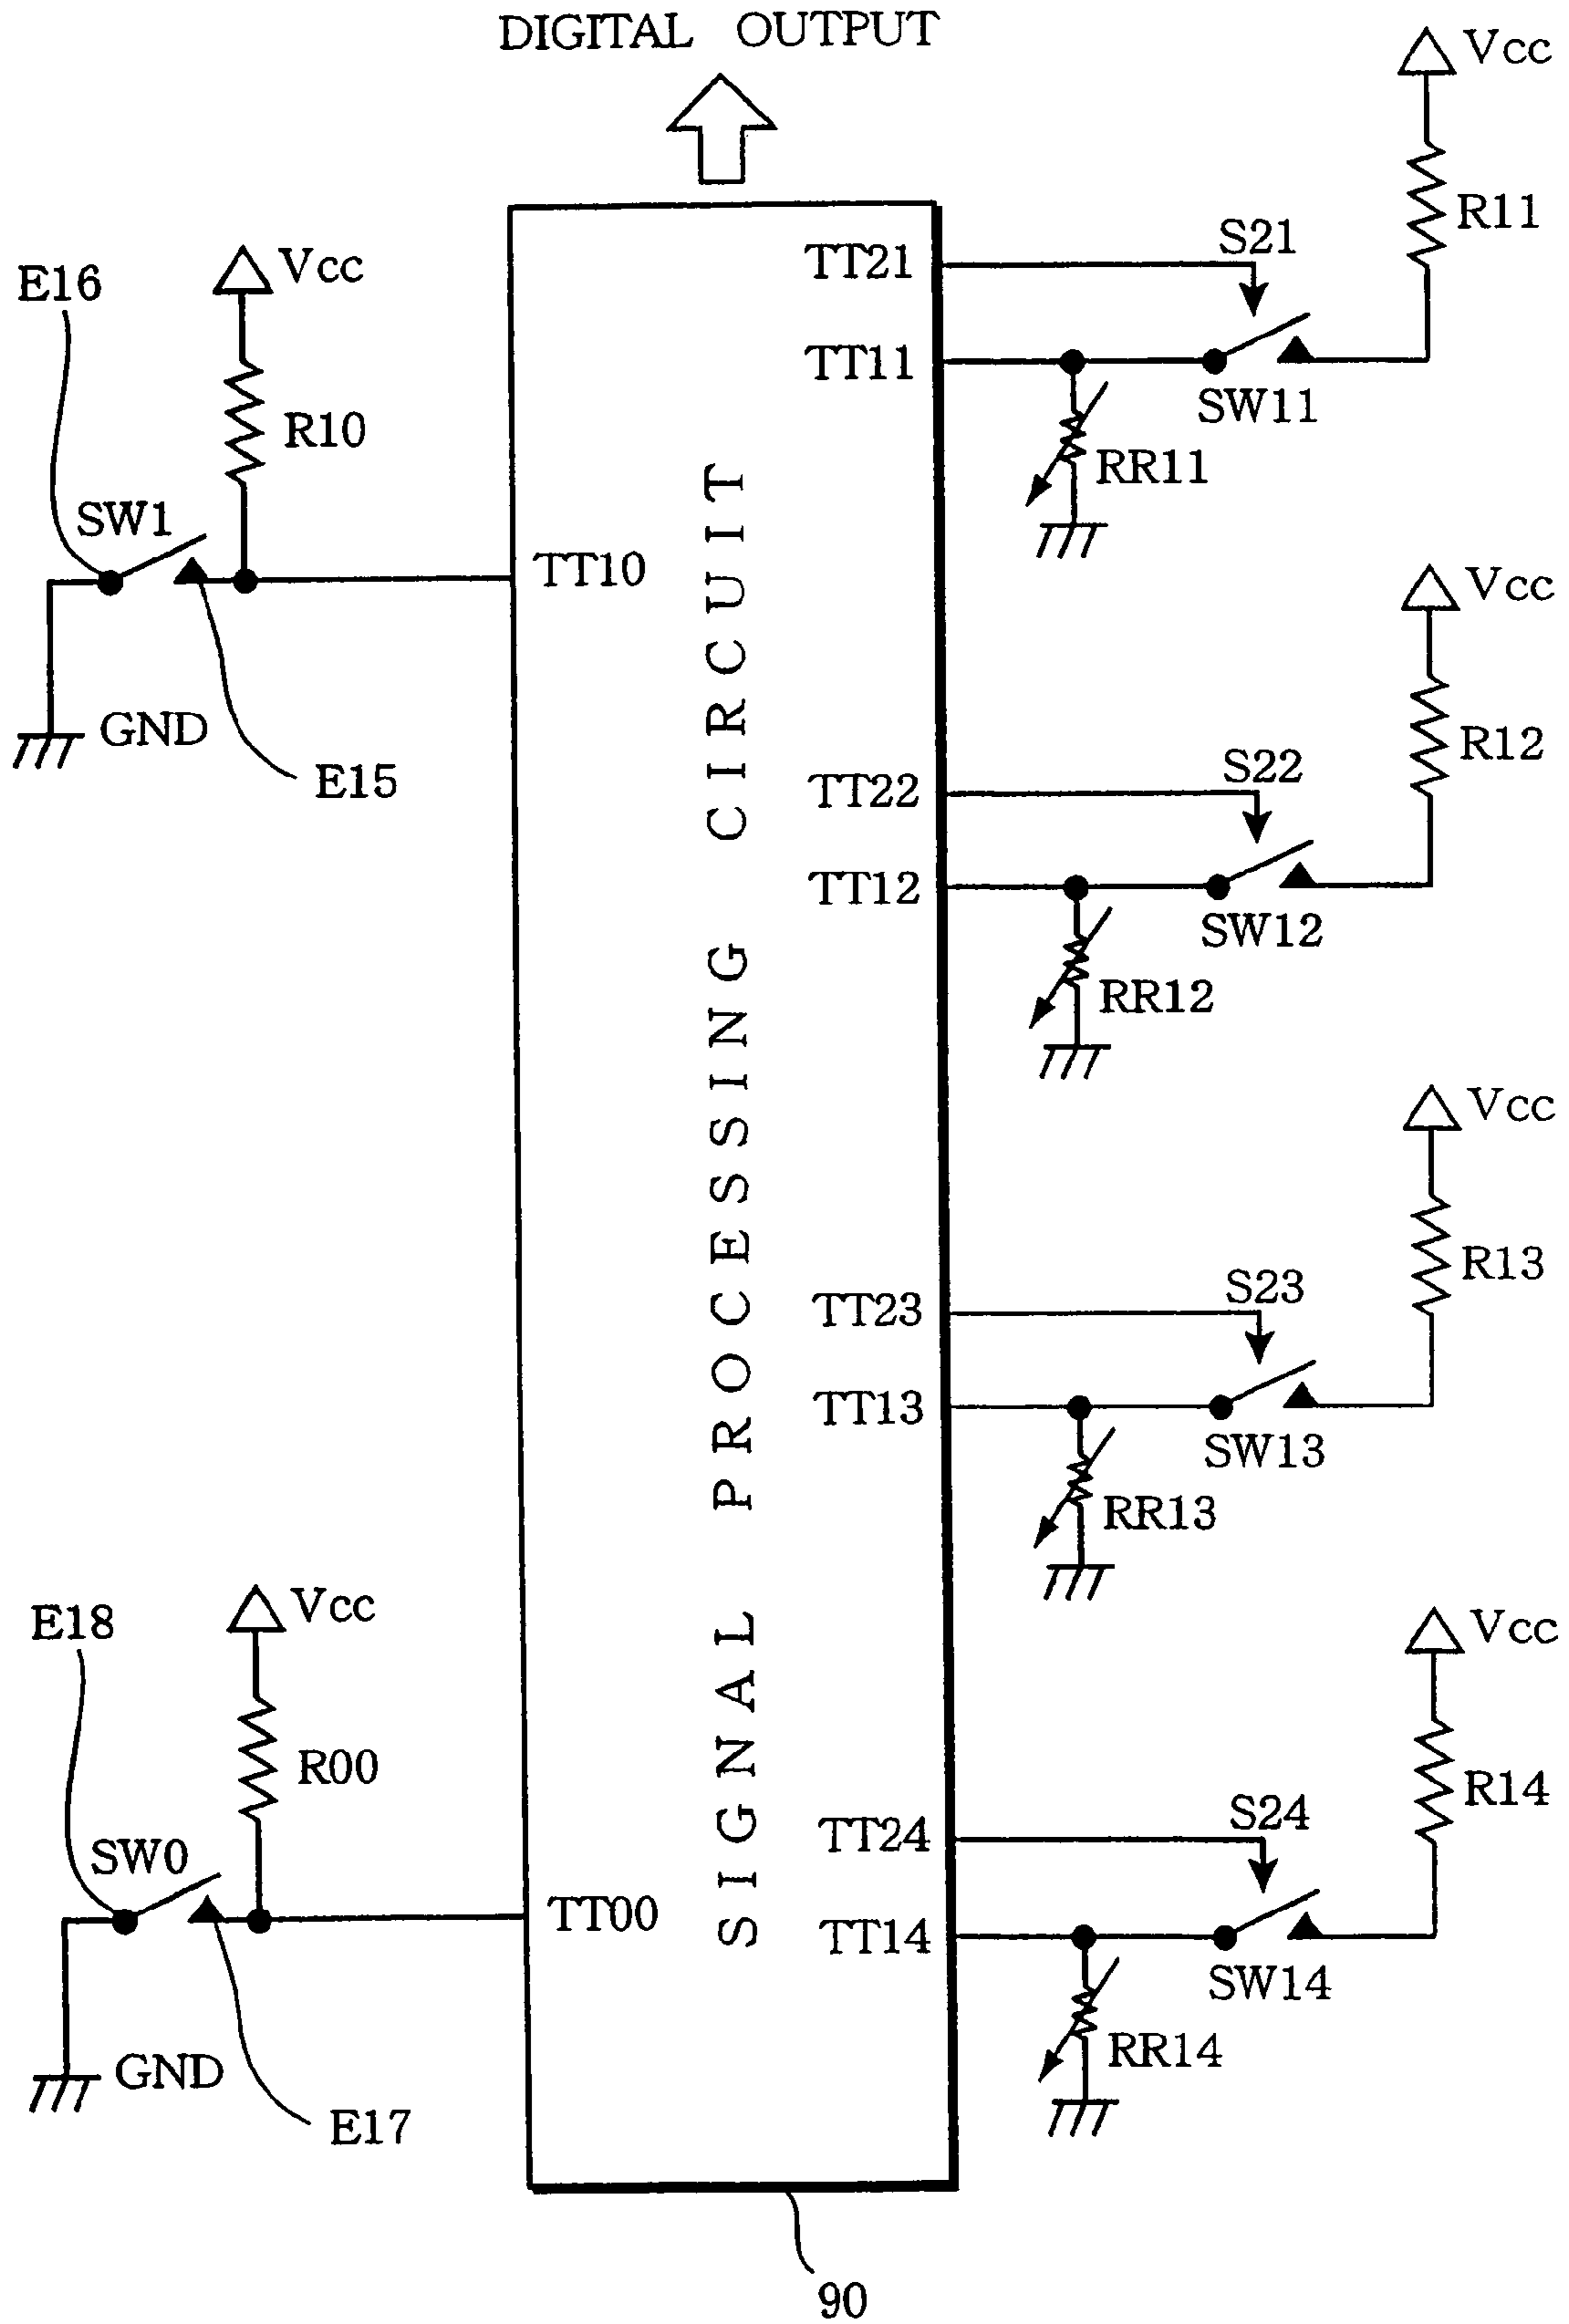 DIGITAL OUTPUT
Vcc
R11
S21
TT21
TT11
SW11
RR11
E16
Vcc
R10
SW1
TT10
GND
E15
Vcc
R12
S22
TT22
TT12
SW12
RR12
SIGNAL PROCESSING CIRCUIT
Vcc
R13
S23
TT23
TT13
SW13
RR13
E18
Vcc
R00
SW0
TT00
GND
E17
Vcc
R14
S24
TT24
TT14
SW14
RR14
90